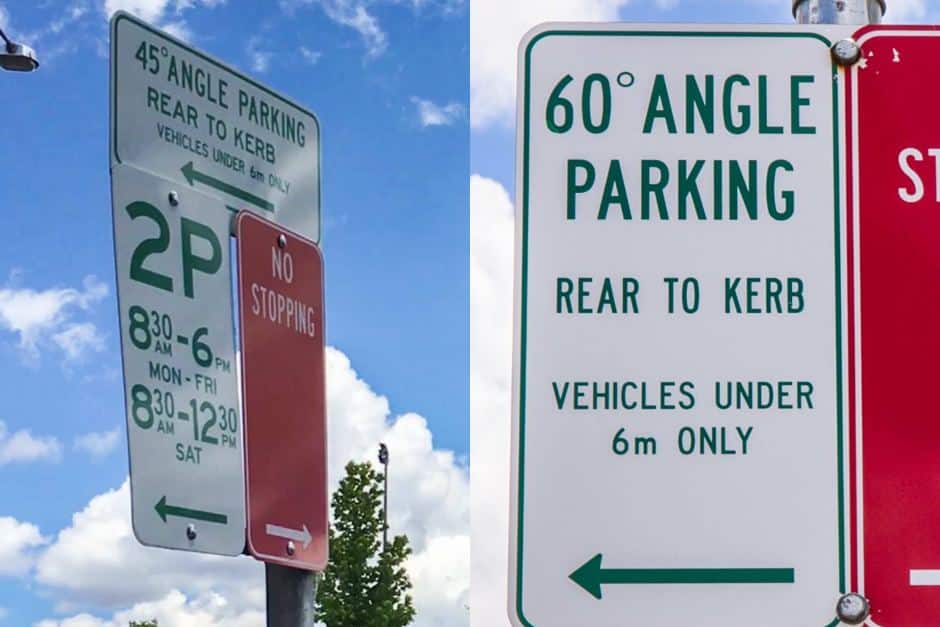 45° ANGLE PARKING
REAR TO KERB
VEHICLES UNDER 6m ONLY
2P
8 30 AM - 6 PM
MON - FRI
8 30 AM - 12 30 PM
SAT
NO
STOPPING
60° ANGLE
PARKING
REAR TO KERB
VEHICLES UNDER
6m ONLY
ST